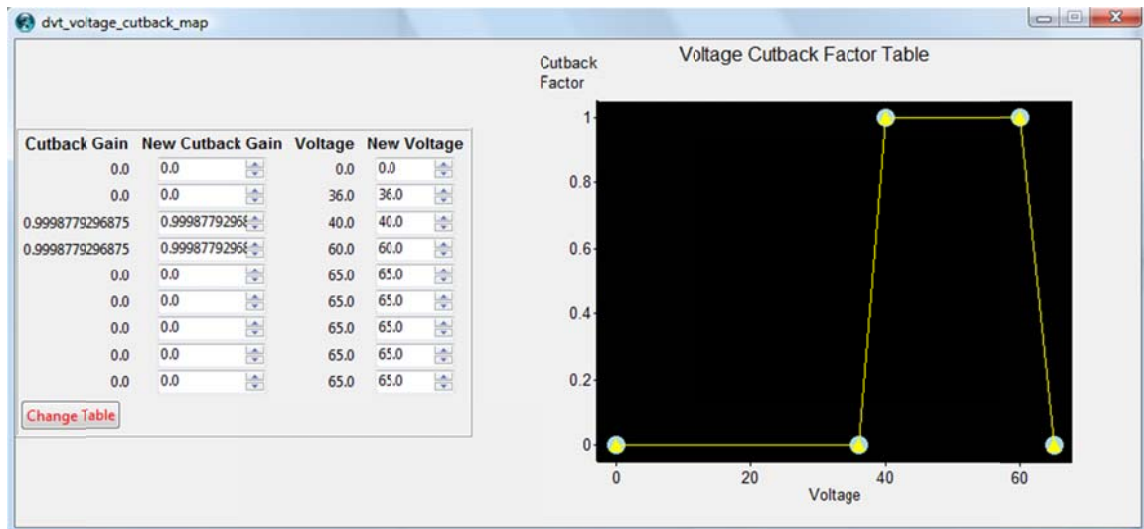 dvt_voltage_cutback_map
Cutback Gain New Cutback Gain Voltage New Voltage
0.0 0.0 0.0 0.0
0.0 0.0 36.0 36.0
0.9998779296875 0.9998779296 40.0 40.0
0.9998779296875 0.9998779296 60.0 60.0
0.0 0.0 65.0 65.0
0.0 0.0 65.0 65.0
0.0 0.0 65.0 65.0
0.0 0.0 65.0 65.0
0.0 0.0 65.0 65.0
Change Table
Voltage Cutback Factor Table
Cutback
Factor
1
0.8
0.6
0.4
0.2
0
0 20 40 60
Voltage